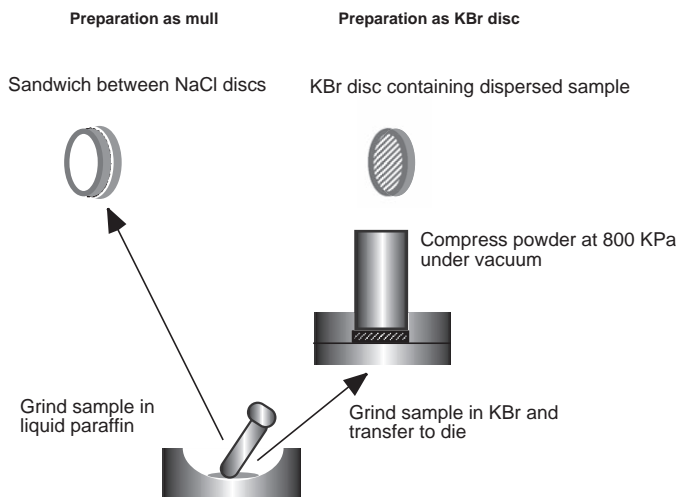 Preparation as mull
Preparation as KBr disc
Sandwich between NaCl discs
KBr disc containing dispersed sample
Compress powder at 800 KPa
under vacuum
Grind sample in
liquid paraffin
Grind sample in KBr and
transfer to die